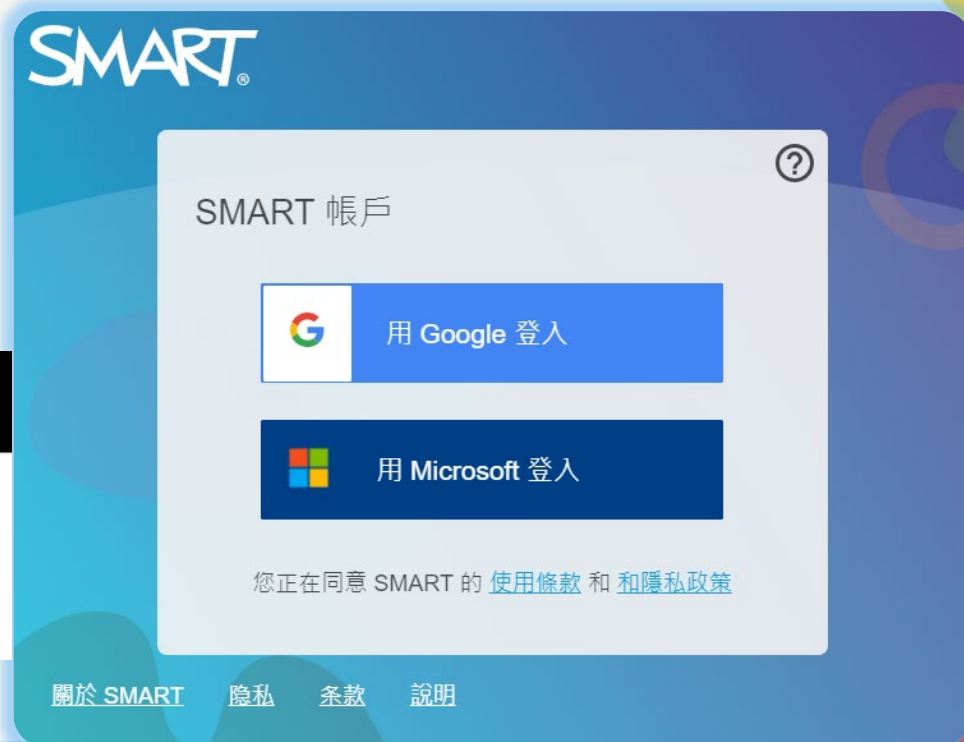 SMART®
SMART 帳戶
用 Google 登入
用 Microsoft 登入
您正在同意 SMART 的 使用條款 和 和隱私政策
關於 SMART 隐私 条款 説明